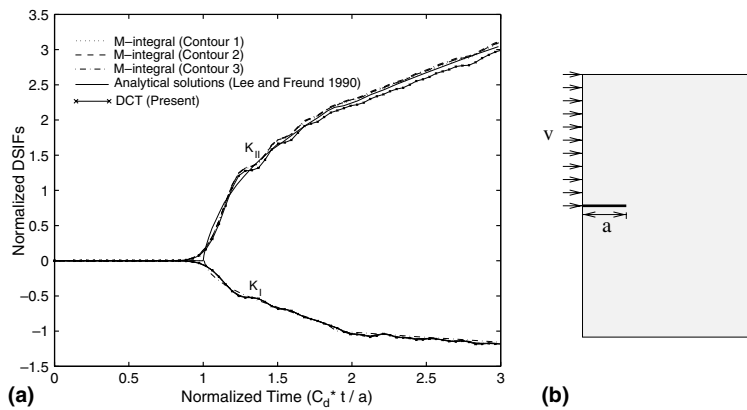 3.5
3
2.5
2
1.5
1
0.5
0
−0.5
−1
−1.5
Normalized DSIFs
M−integral (Contour 1)
M−integral (Contour 2)
M−integral (Contour 3)
Analytical solutions (Lee and Freund 1990)
DCT (Present)
K_II
K_I
0 0.5 1 1.5 2 2.5 3
Normalized Time (C_d* t / a)
(a)
v
a
(b)